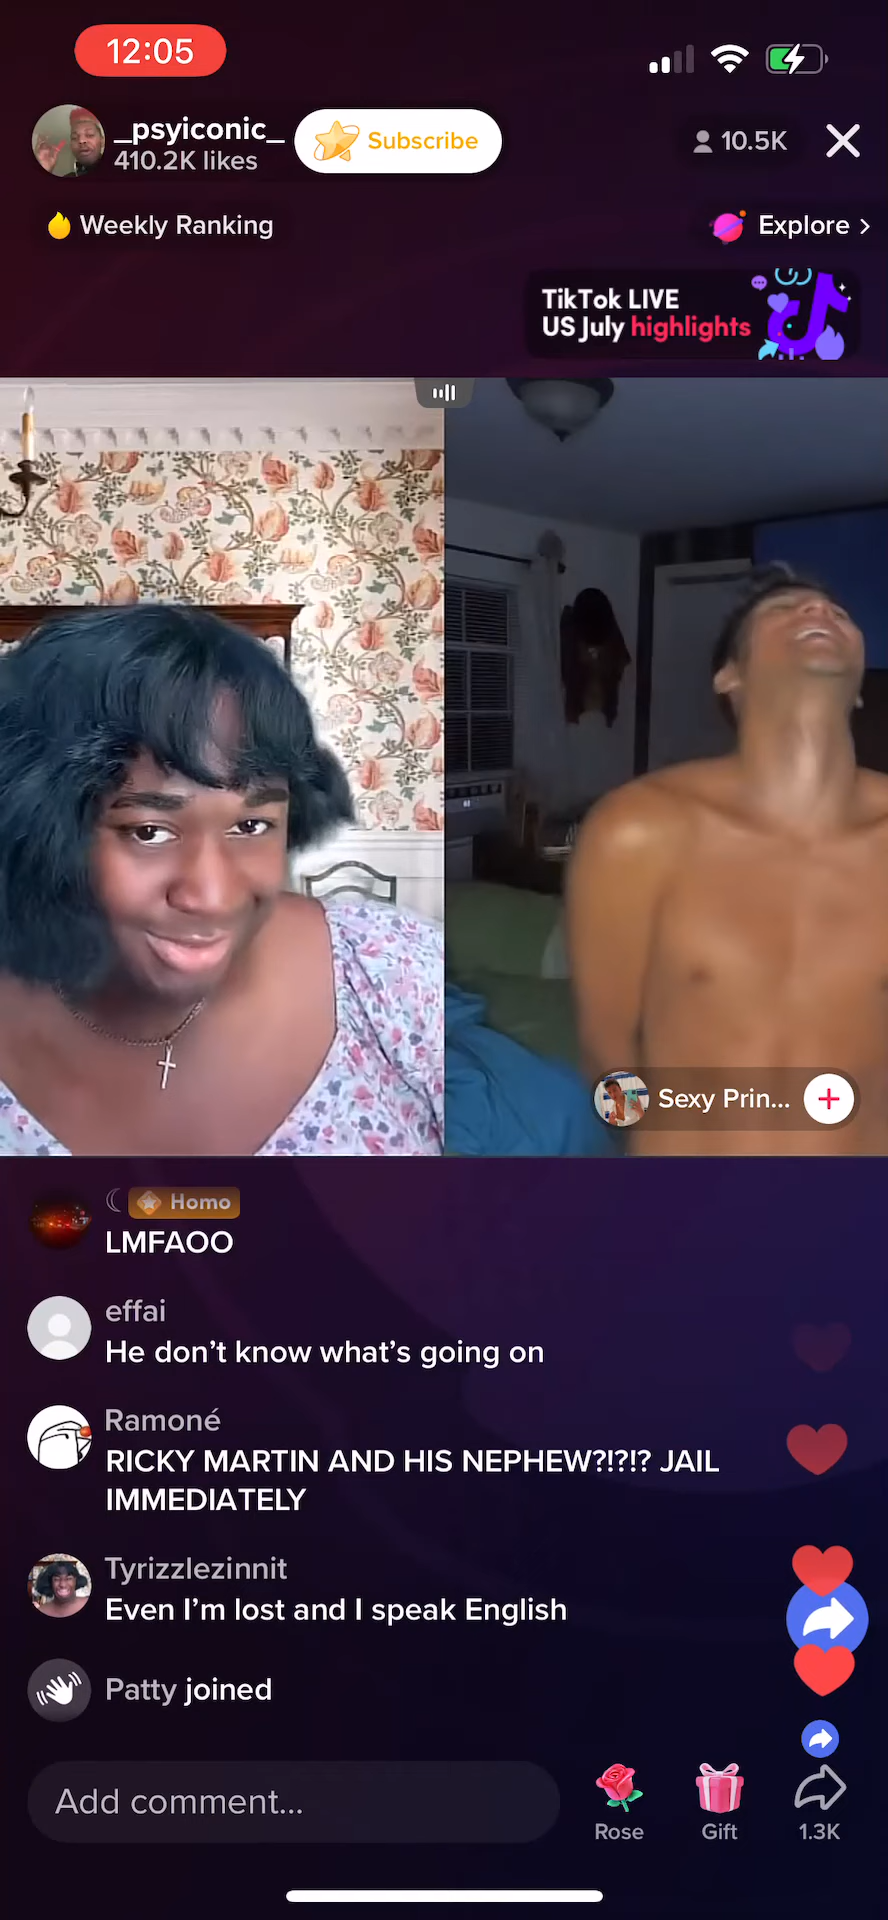 12:05
_psyiconic_
410.2K likes
Subscribe
10.5K
Weekly Ranking
Explore >
TikTok LIVE
US July highlights
Sexy Prin...
Homo
LMFAOO
effai
He don’t know what’s going on
Ramoné
RICKY MARTIN AND HIS NEPHEW?!?!? JAIL
IMMEDIATELY
Tyrizzlezinnit
Even I’m lost and I speak English
Patty joined
Add comment...
Rose
Gift
1.3K